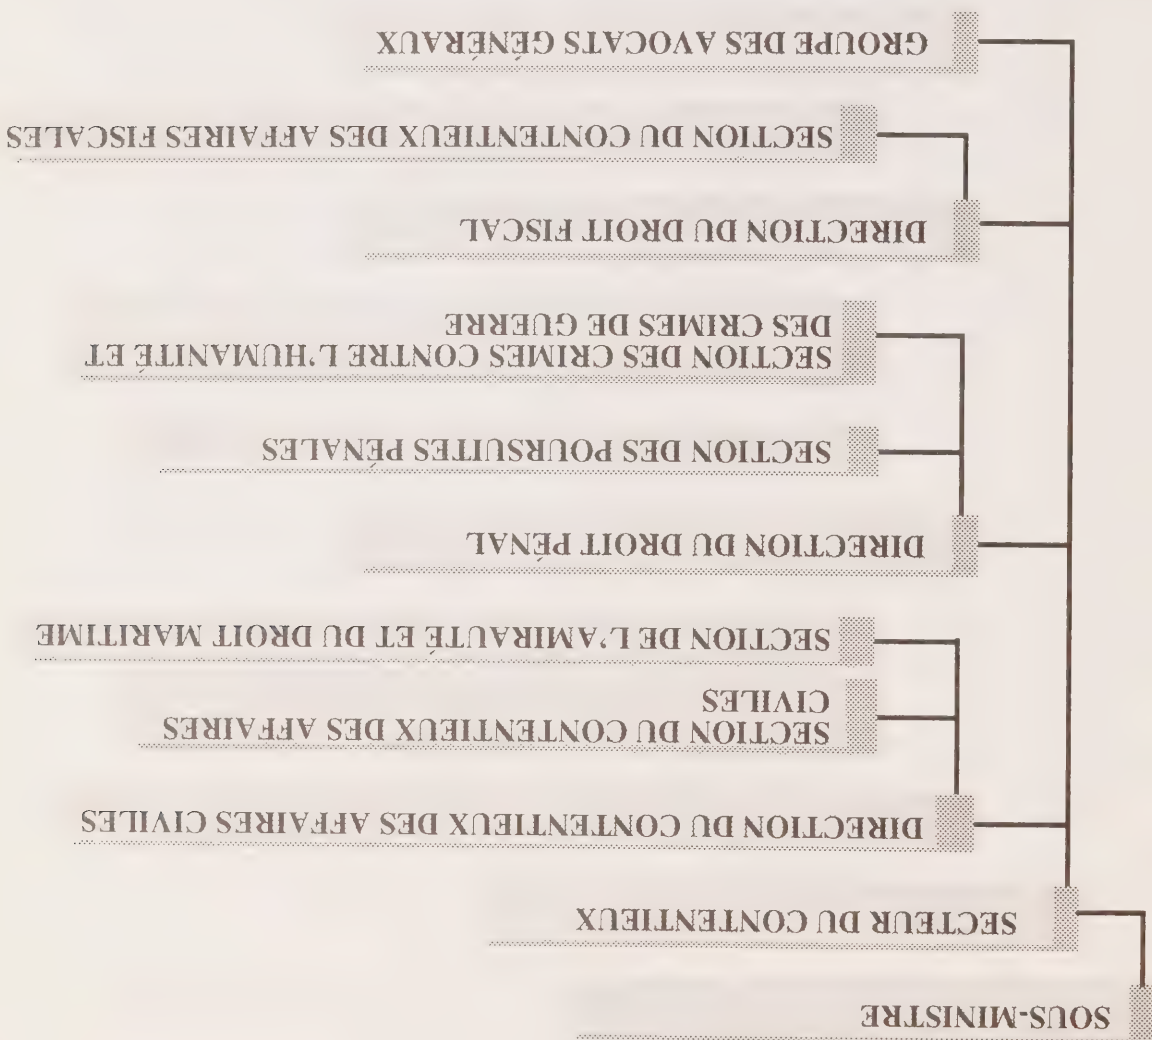 SOUS-MINISTRE
SECTEUR DU CONTENTIEUX
DIRECTION DU CONTENTIEUX DES AFFAIRES CIVILES
SECTION DU CONTENTIEUX DES AFFAIRES
CIVILES
SECTION DE L'AMIRAUTÉ ET DU DROIT MARITIME
DIRECTION DU DROIT PÉNAL
SECTION DES POURSUITES PÉNALES
SECTION DES CRIMES CONTRE L'HUMANITÉ ET
DES CRIMES DE GUERRE
DIRECTION DU DROIT FISCAL
SECTION DU CONTENTIEUX DES AFFAIRES FISCALES
GROUPE DES AVOCATS GÉNÉRAUX